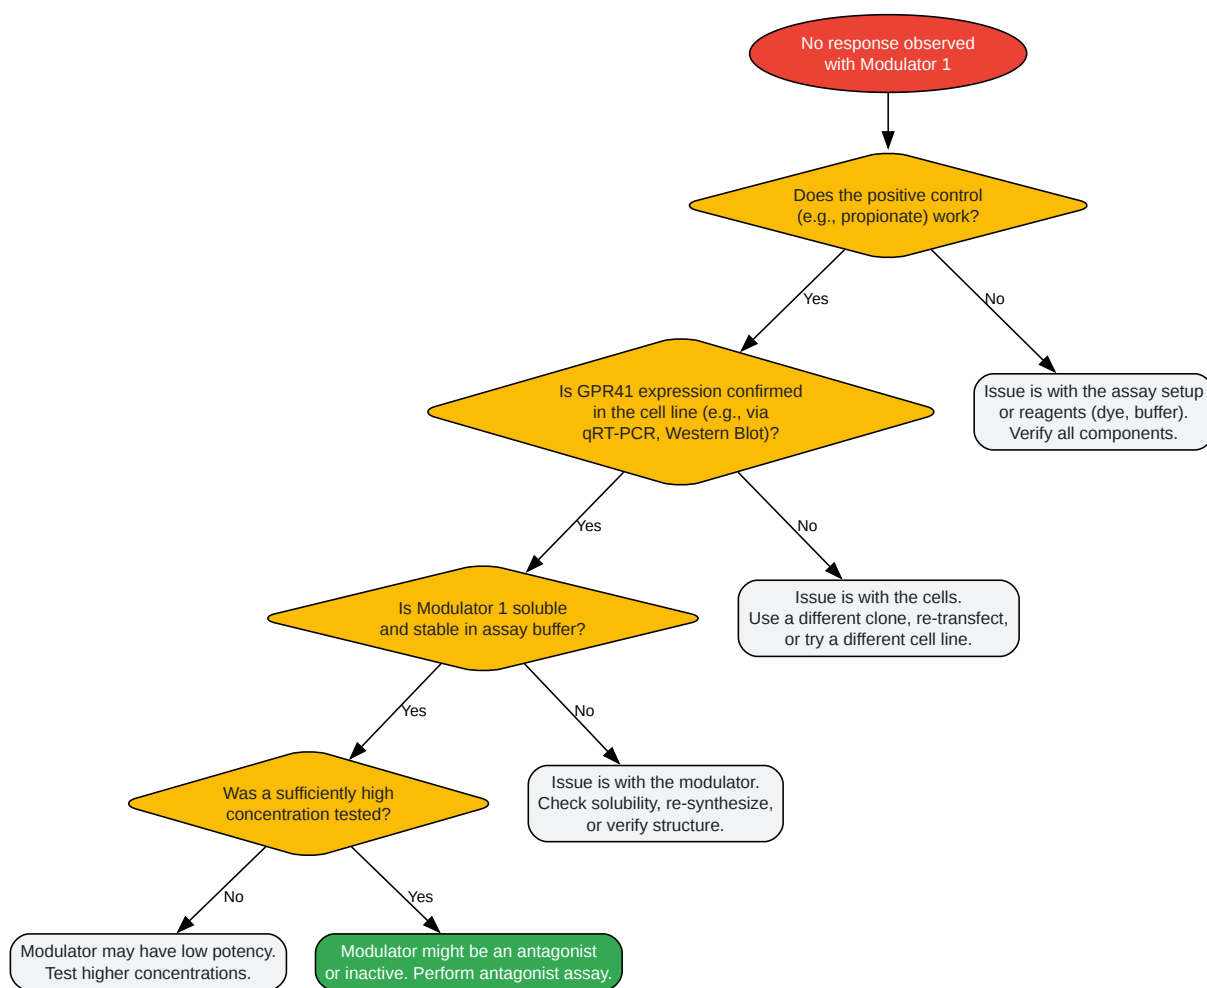 No response observed
with Modulator 1
Does the positive control
(e.g., propionate) work?
Yes
No
Is GPR41 expression confirmed
in the cell line (e.g., via
qRT-PCR, Western Blot)?
Issue is with the assay setup
or reagents (dye, buffer).
Verify all components.
Yes
No
Is Modulator 1 soluble
and stable in assay buffer?
Issue is with the cells.
Use a different clone, re-transfect,
or try a different cell line.
Yes
No
Was a sufficiently high
concentration tested?
Issue is with the modulator.
Check solubility, re-synthesize,
or verify structure.
No
Yes
Modulator may have low potency.
Test higher concentrations.
Modulator might be an antagonist
or inactive. Perform antagonist assay.